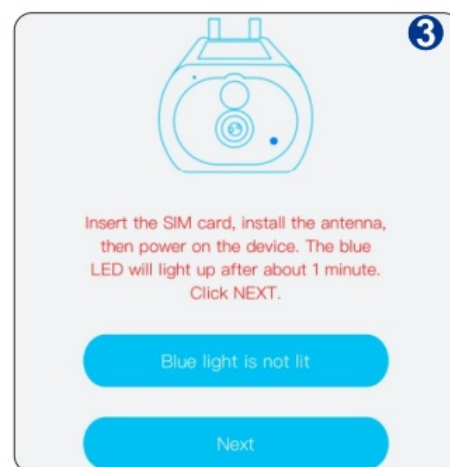 3
Insert the SIM card, install the antenna,
then power on the device. The blue
LED will light up after about 1 minute.
Click NEXT.
Blue light is not lit
Next